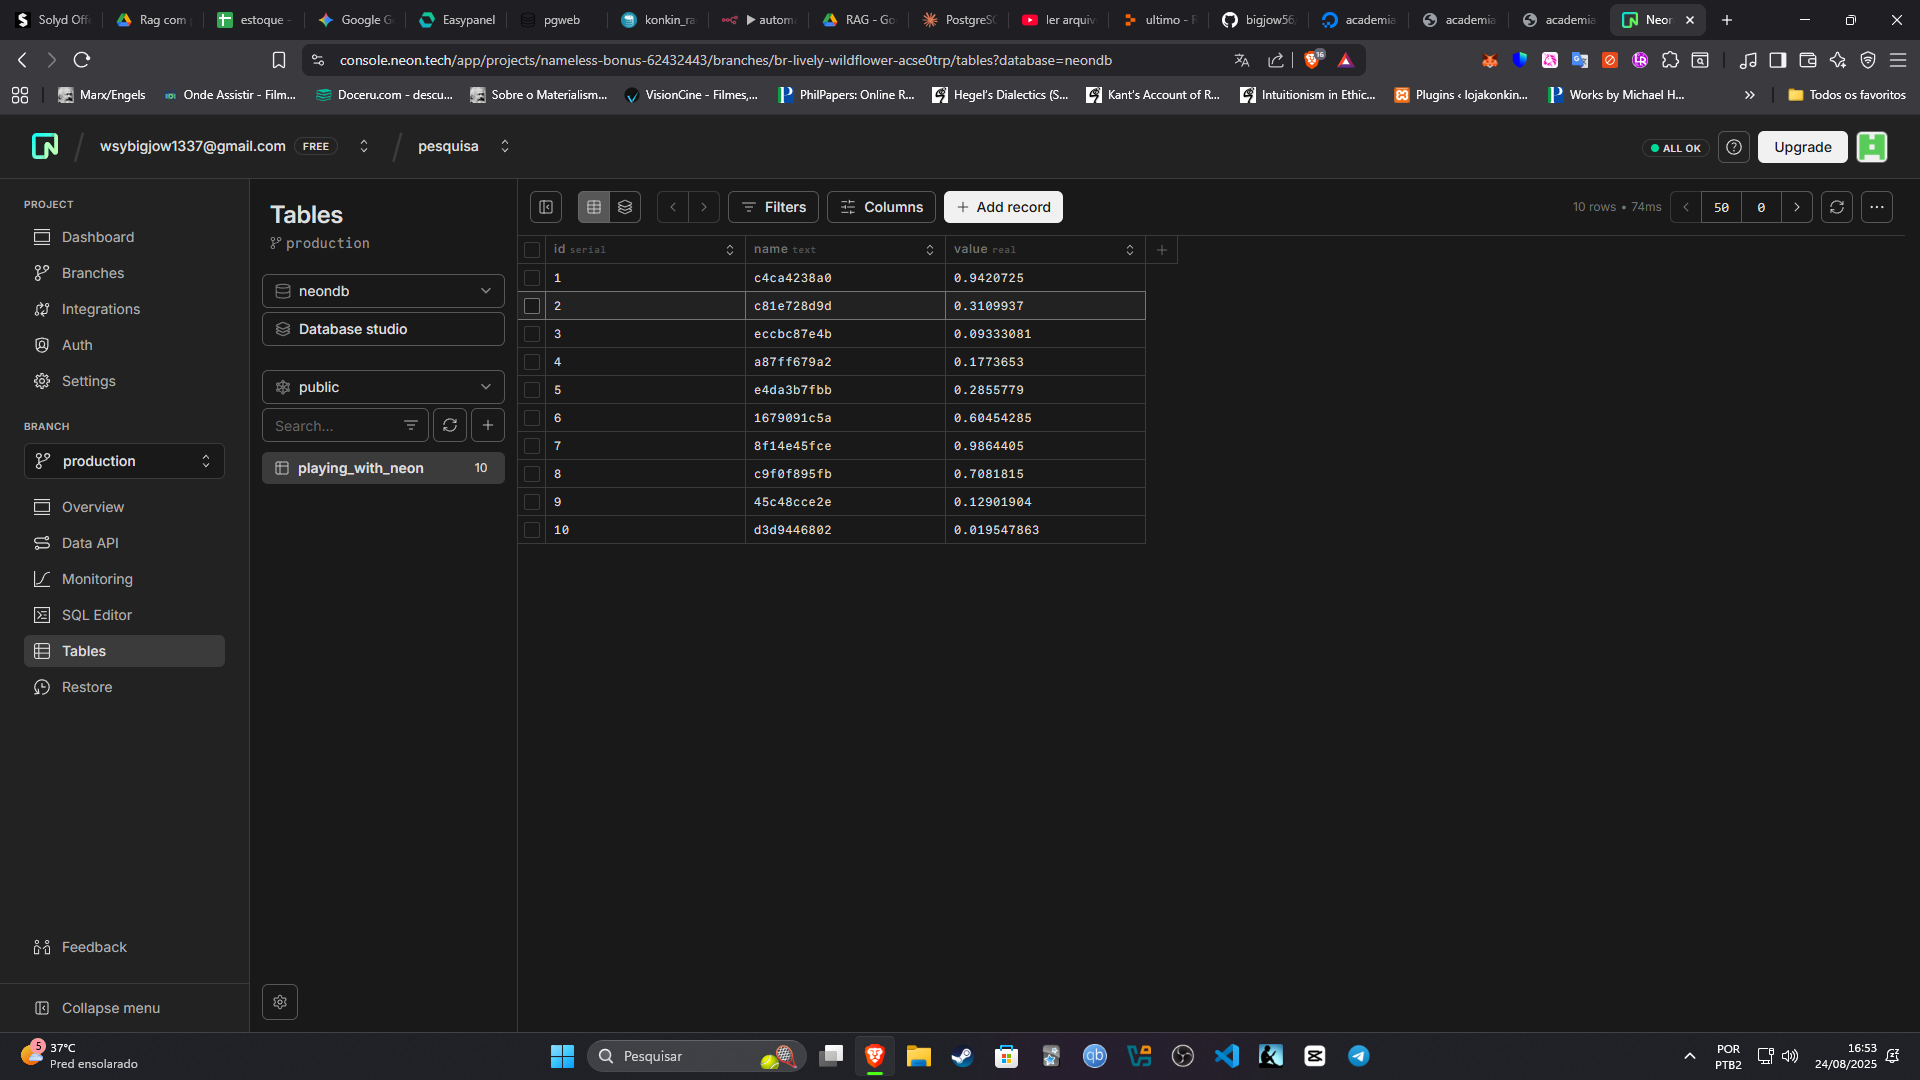 Solyd Off
Rag com
estoque -
Google G
Easypanel
pgweb
konkin_ra
autom
RAG - Go
PostgreSQ
ler arquiv
ultimo - R
bigjow56/
academia
academia
academia
Neon
console.neon.tech/app/projects/nameless-bonus-62432443/branches/br-lively-wildflower-acse0trp/tables?database=neondb
16
Marx/Engels
Onde Assistir - Film...
Doceru.com - descu...
Sobre o Materialism...
VisionCine - Filmes,...
PhilPapers: Online R...
Hegel's Dialectics (S...
Kant's Account of R...
Intuitionism in Ethic...
Plugins ‹ lojakonkin...
Works by Michael H...
Todos os favoritos
wsybigjow1337@gmail.com FREE
pesquisa
ALL OK
Upgrade
PROJECT
Dashboard
Branches
Integrations
Auth
Settings
BRANCH
production
Overview
Data API
Monitoring
SQL Editor
Tables
Restore
Feedback
Collapse menu
Tables
production
neondb
Database studio
public
Search...
playing_with_neon 10
Filters
Columns
Add record
10 rows • 74ms
50
0
id serial name text value real
1 c4ca4238a0 0.9420725
2 c81e728d9d 0.3109937
3 eccbc87e4b 0.09333081
4 a87ff679a2 0.1773653
5 e4da3b7fbb 0.2855779
6 1679091c5a 0.60454285
7 8f14e45fce 0.9864405
8 c9f0f895fb 0.7081815
9 45c48cce2e 0.12901904
10 d3d9446802 0.019547863
5
37°C
Pred ensolarado
Pesquisar
qb
POR
PTB2
16:53
24/08/2025